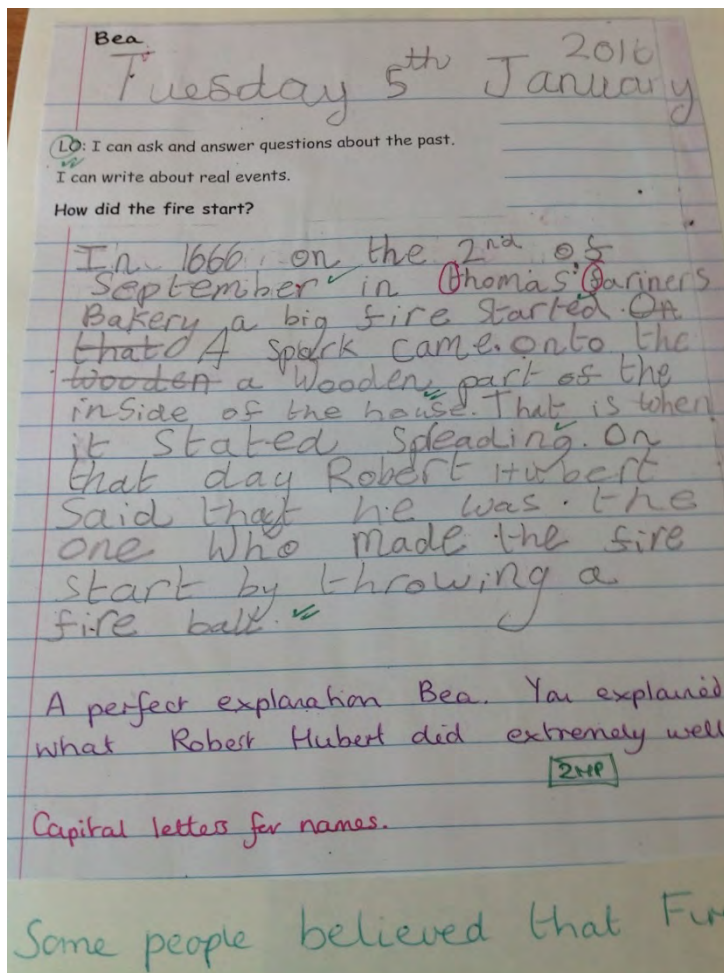 Bea
2016
Tuesday 5th January
LO: I can ask and answer questions about the past.
I can write about real events.
How did the fire start?
In 1666 on the 2nd of
September in thomas fariners
Bakery a big fire started. On
that A spark came onto the
wooden a wooden part of the
inside of the house. That is when
it stated spleading. On
that day Robert Hubert
said that he was the
one who made the fire
start by throwing a
fire ball.
A perfect explanation Bea. You explained
what Robert Hubert did extremely well
2HP
Capital letters for names.
Some people believed that